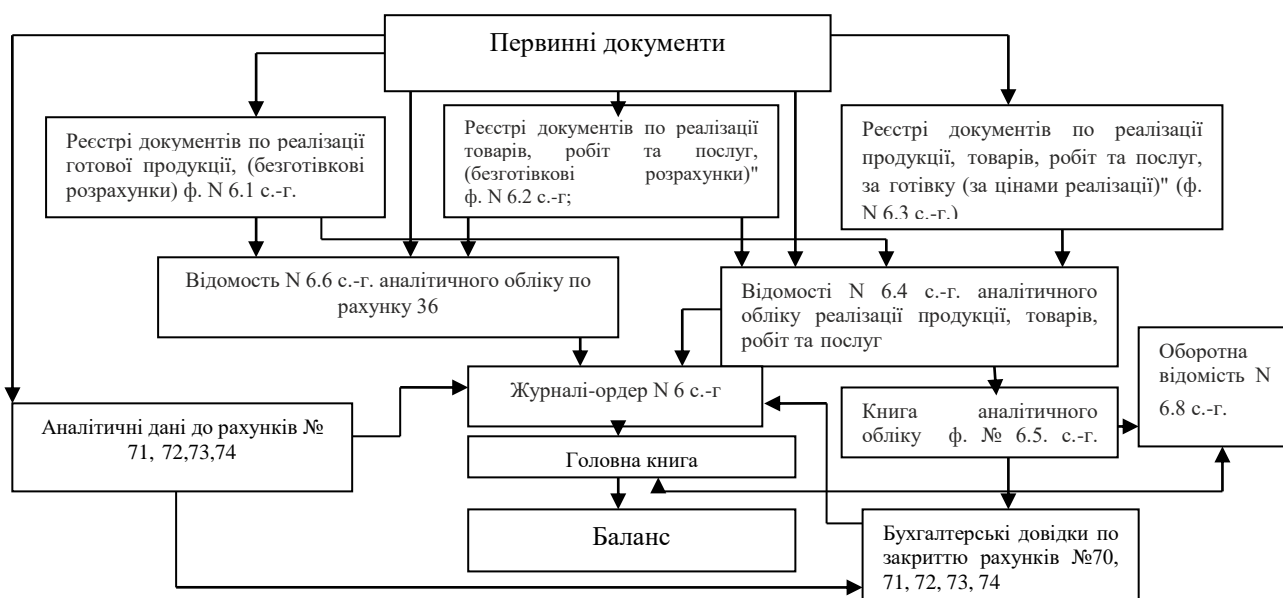 Первинні документи
Реєстрі документів по реалізації
готової продукції, (безготівкові
розрахунки) ф. N 6.1 с.-г.
Реєстрі документів по реалізації
товарів, робіт та послуг,
(безготівкові розрахунки)"
ф. N 6.2 с.-г;
Реєстрі документів по реалізації
продукції, товарів, робіт та послуг,
за готівку (за цінами реалізації)" (ф.
N 6.3 с.-г.)
Відомость N 6.6 с.-г. аналітичного обліку по
рахунку 36
Відомості N 6.4 с.-г. аналітичного
обліку реалізації продукції, товарів,
робіт та послуг
Оборотна
відомість N
6.8 с.-г.
Журналі-ордер N 6 с.-г
Книга аналітичного
обліку ф. № 6.5. с.-г.
Аналітичні дані до рахунків №
71, 72,73,74
Головна книга
Баланс
Бухгалтерські довідки по
закриттю рахунків №70,
71, 72, 73, 74